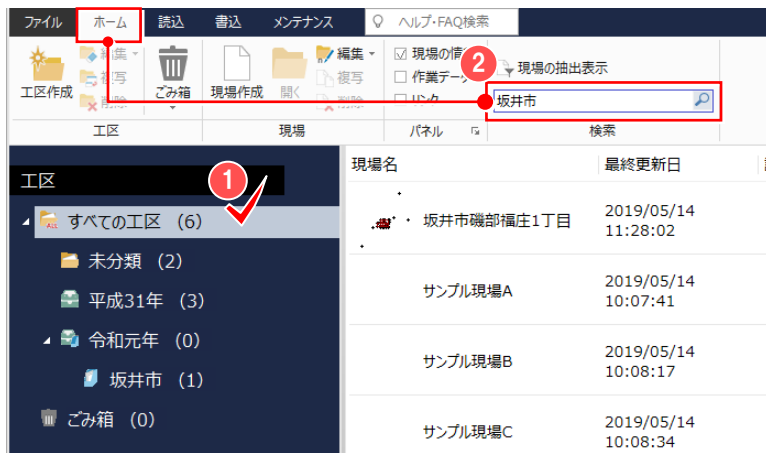 ファイル ホーム 読込 書込 メンテナンス ヘルプ・FAQ検索
工区作成 編集 複写 削除 ごみ箱 現場作成 開く 編集 複写 削除
現場の情
作業データ
リンク
2
現場の抽出表示
坂井市
工区 現場 パネル 検索
工区
1
すべての工区 (6)
ALL
未分類 (2)
平成31年 (3)
令和元年 (0)
坂井市 (1)
ごみ箱 (0)
現場名 最終更新日
坂井市磯部福庄1丁目 2019/05/14
11:28:02
サンプル現場A 2019/05/14
10:07:41
サンプル現場B 2019/05/14
10:08:17
サンプル現場C 2019/05/14
10:08:34